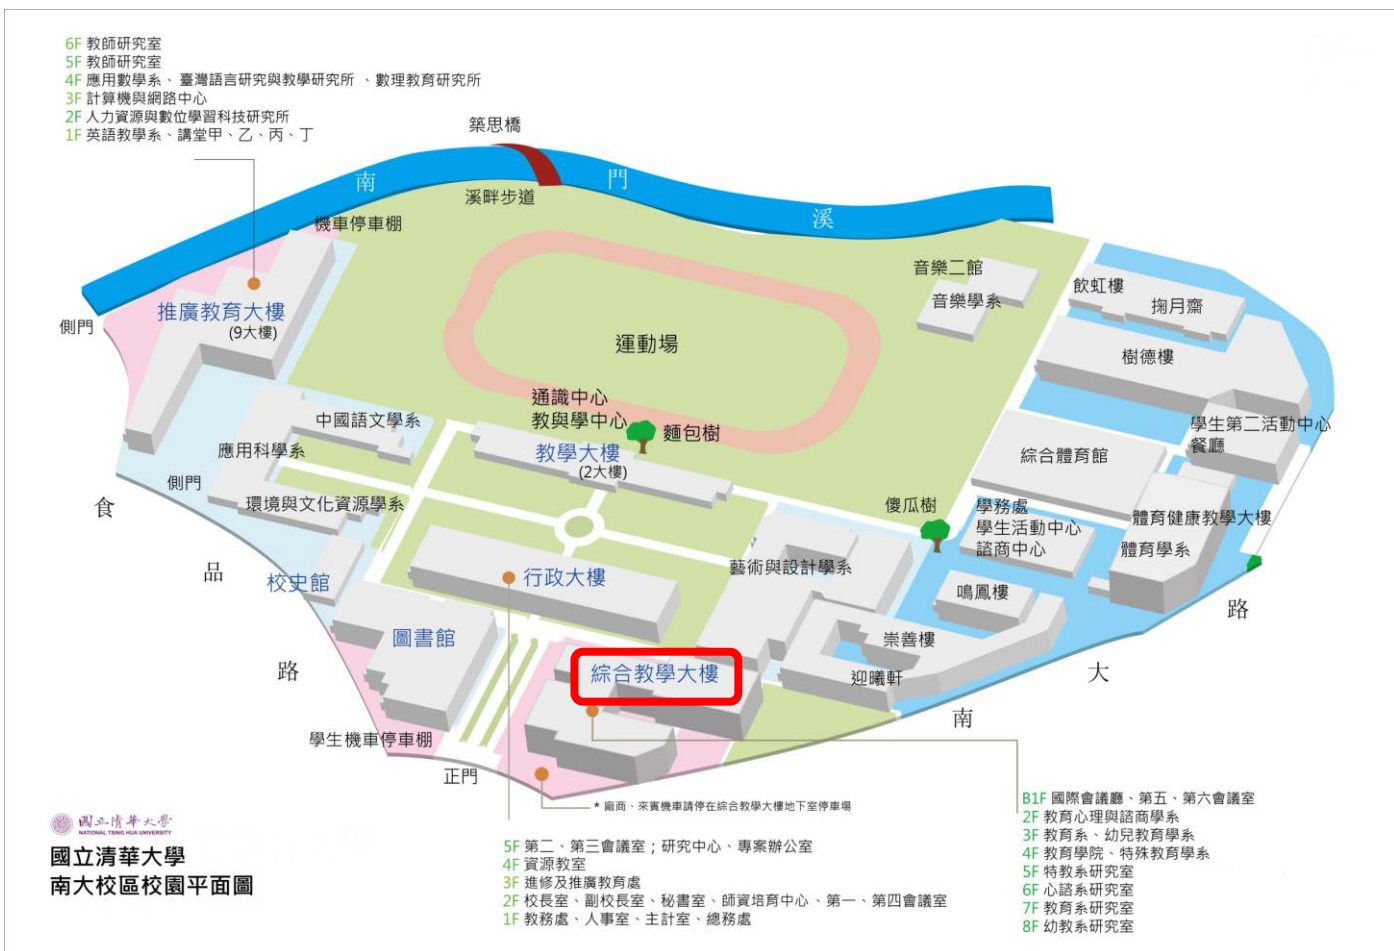 6F 教師研究室
5F 教師研究室
4F 應用數學系、臺灣語言研究與教學研究所 、數理教育研究所
3F 計算機與網路中心
2F 人力資源與數位學習科技研究所
1F 英語教學系、講堂甲、乙、丙、丁
築思橋
南
門
溪
溪畔步道
機車停車棚
推廣教育大樓
(9大樓)
側門
運動場
音樂二館
音樂學系
飲虹樓
掬月齋
樹德樓
學生第二活動中心
餐廳
通識中心
教與學中心
麵包樹
教學大樓
(2大樓)
中國語文學系
應用科學系
側門
環境與文化資源學系
綜合體育館
體育健康教學大樓
體育學系
傻瓜樹
學務處
學生活動中心
諮商中心
藝術與設計學系
鳴鳳樓
崇善樓
迎曦軒
校史館
行政大樓
圖書館
綜合教學大樓
食
品
路
學生機車停車棚
正門
南
大
路
* 廠商、來賓機車請停在綜合教學大樓地下室停車場
5F 第二、第三會議室；研究中心、專案辦公室
4F 資源教室
3F 進修及推廣教育處
2F 校長室、副校長室、秘書室、師資培育中心 、第一、第四會議室
1F 教務處、人事室、主計室、總務處
B1F 國際會議廳、第五、第六會議室
2F 教育心理與諮商學系
3F 教育系、幼兒教育學系
4F 教育學院、特殊教育學系
5F 特教系研究室
6F 心諮系研究室
7F 教育系研究室
8F 幼教系研究室
國立清華大學
NATIONAL TSING HUA UNIVERSITY
國立清華大學
南大校區校園平面圖